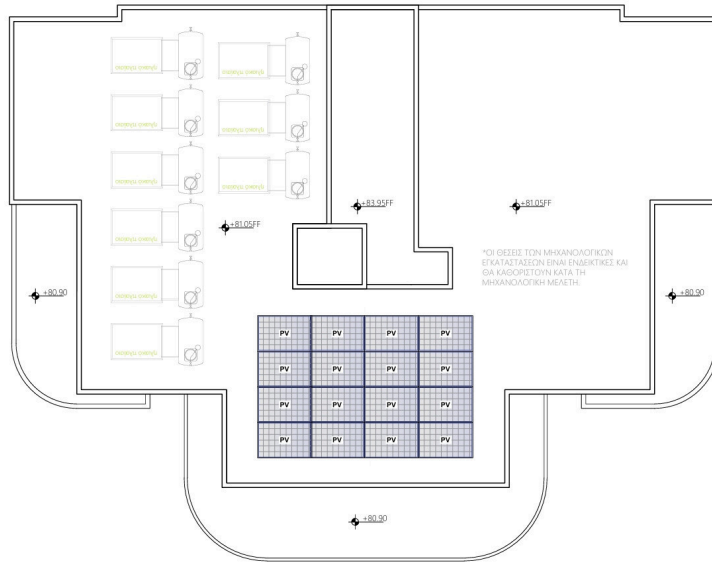 +83.95FF
+81.05FF
+81.05FF
*ΟΙ ΘΕΣΕΙΣ ΤΩΝ ΜΗΧΑΝΟΛΟΓΙΚΩΝ
ΕΓΚΑΤΑΣΤΑΣΕΩΝ ΕΙΝΑΙ ΕΝΔΕΙΚΤΙΚΕΣ ΚΑΙ
ΘΑ ΚΑΘΟΡΙΣΤΟΥΝ ΚΑΤΑ ΤΗ
ΜΗΧΑΝΟΛΟΓΙΚΗ ΜΕΛΕΤΗ.
+80.90
+80.90
PV PV PV PV
PV PV PV PV
PV PV PV PV
PV PV PV PV
+80.90